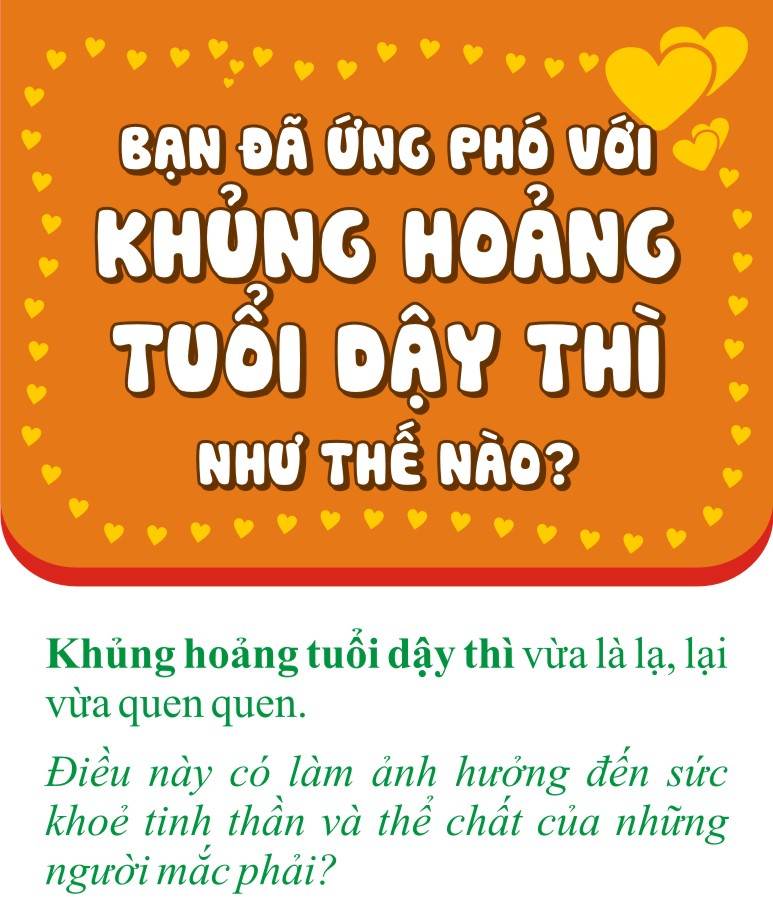 BẠN ĐÃ ỨNG PHÓ VỚI
KHỦNG HOẢNG
TUỔI DẬY THÌ
NHƯ THẾ NÀO?
Khủng hoảng tuổi dậy thì vừa là lạ, lại
vừa quen quen.
Điều này có làm ảnh hưởng đến sức
khoẻ tinh thần và thể chất của những
người mắc phải?